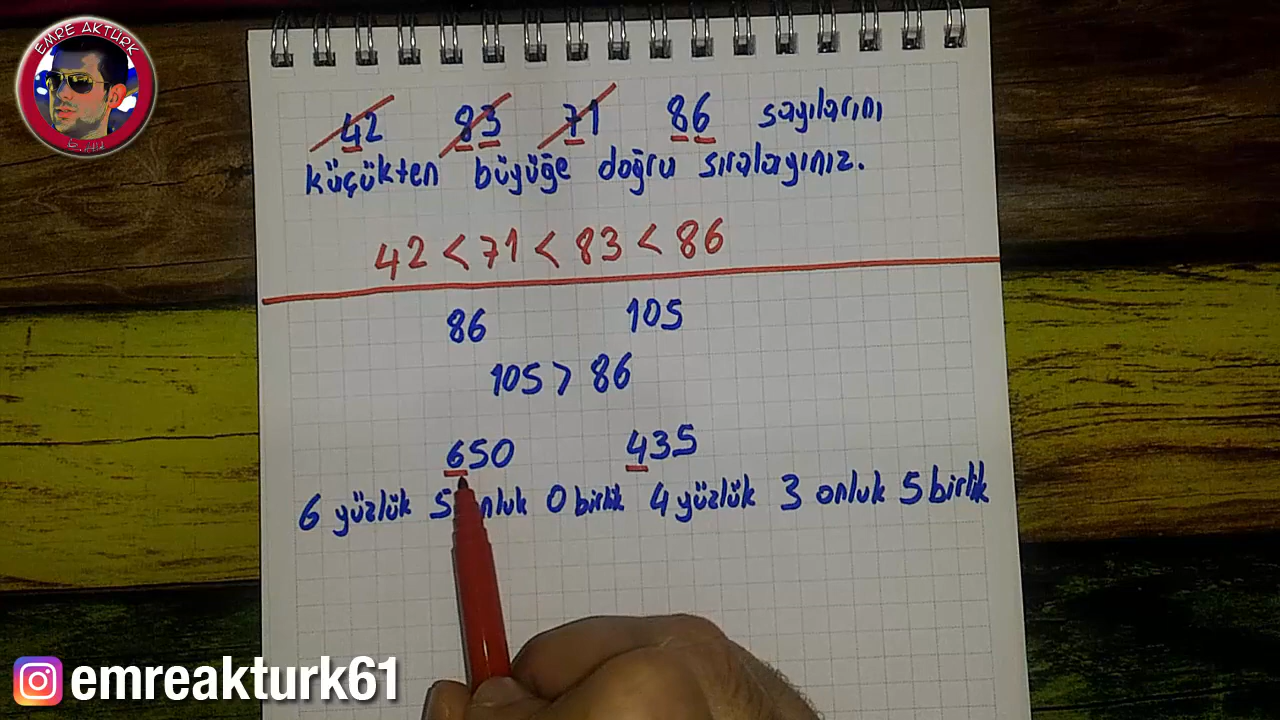 EMRE AKTÜRK
42 83 71 86 sayılarını
küçükten büyüğe doğru sıralayınız.
42 < 71 < 83 < 86
86 105
105 > 86
650 435
6 yüzlük 5 onluk 0 birlik 4 yüzlük 3 onluk 5 birlik
emreakturk61